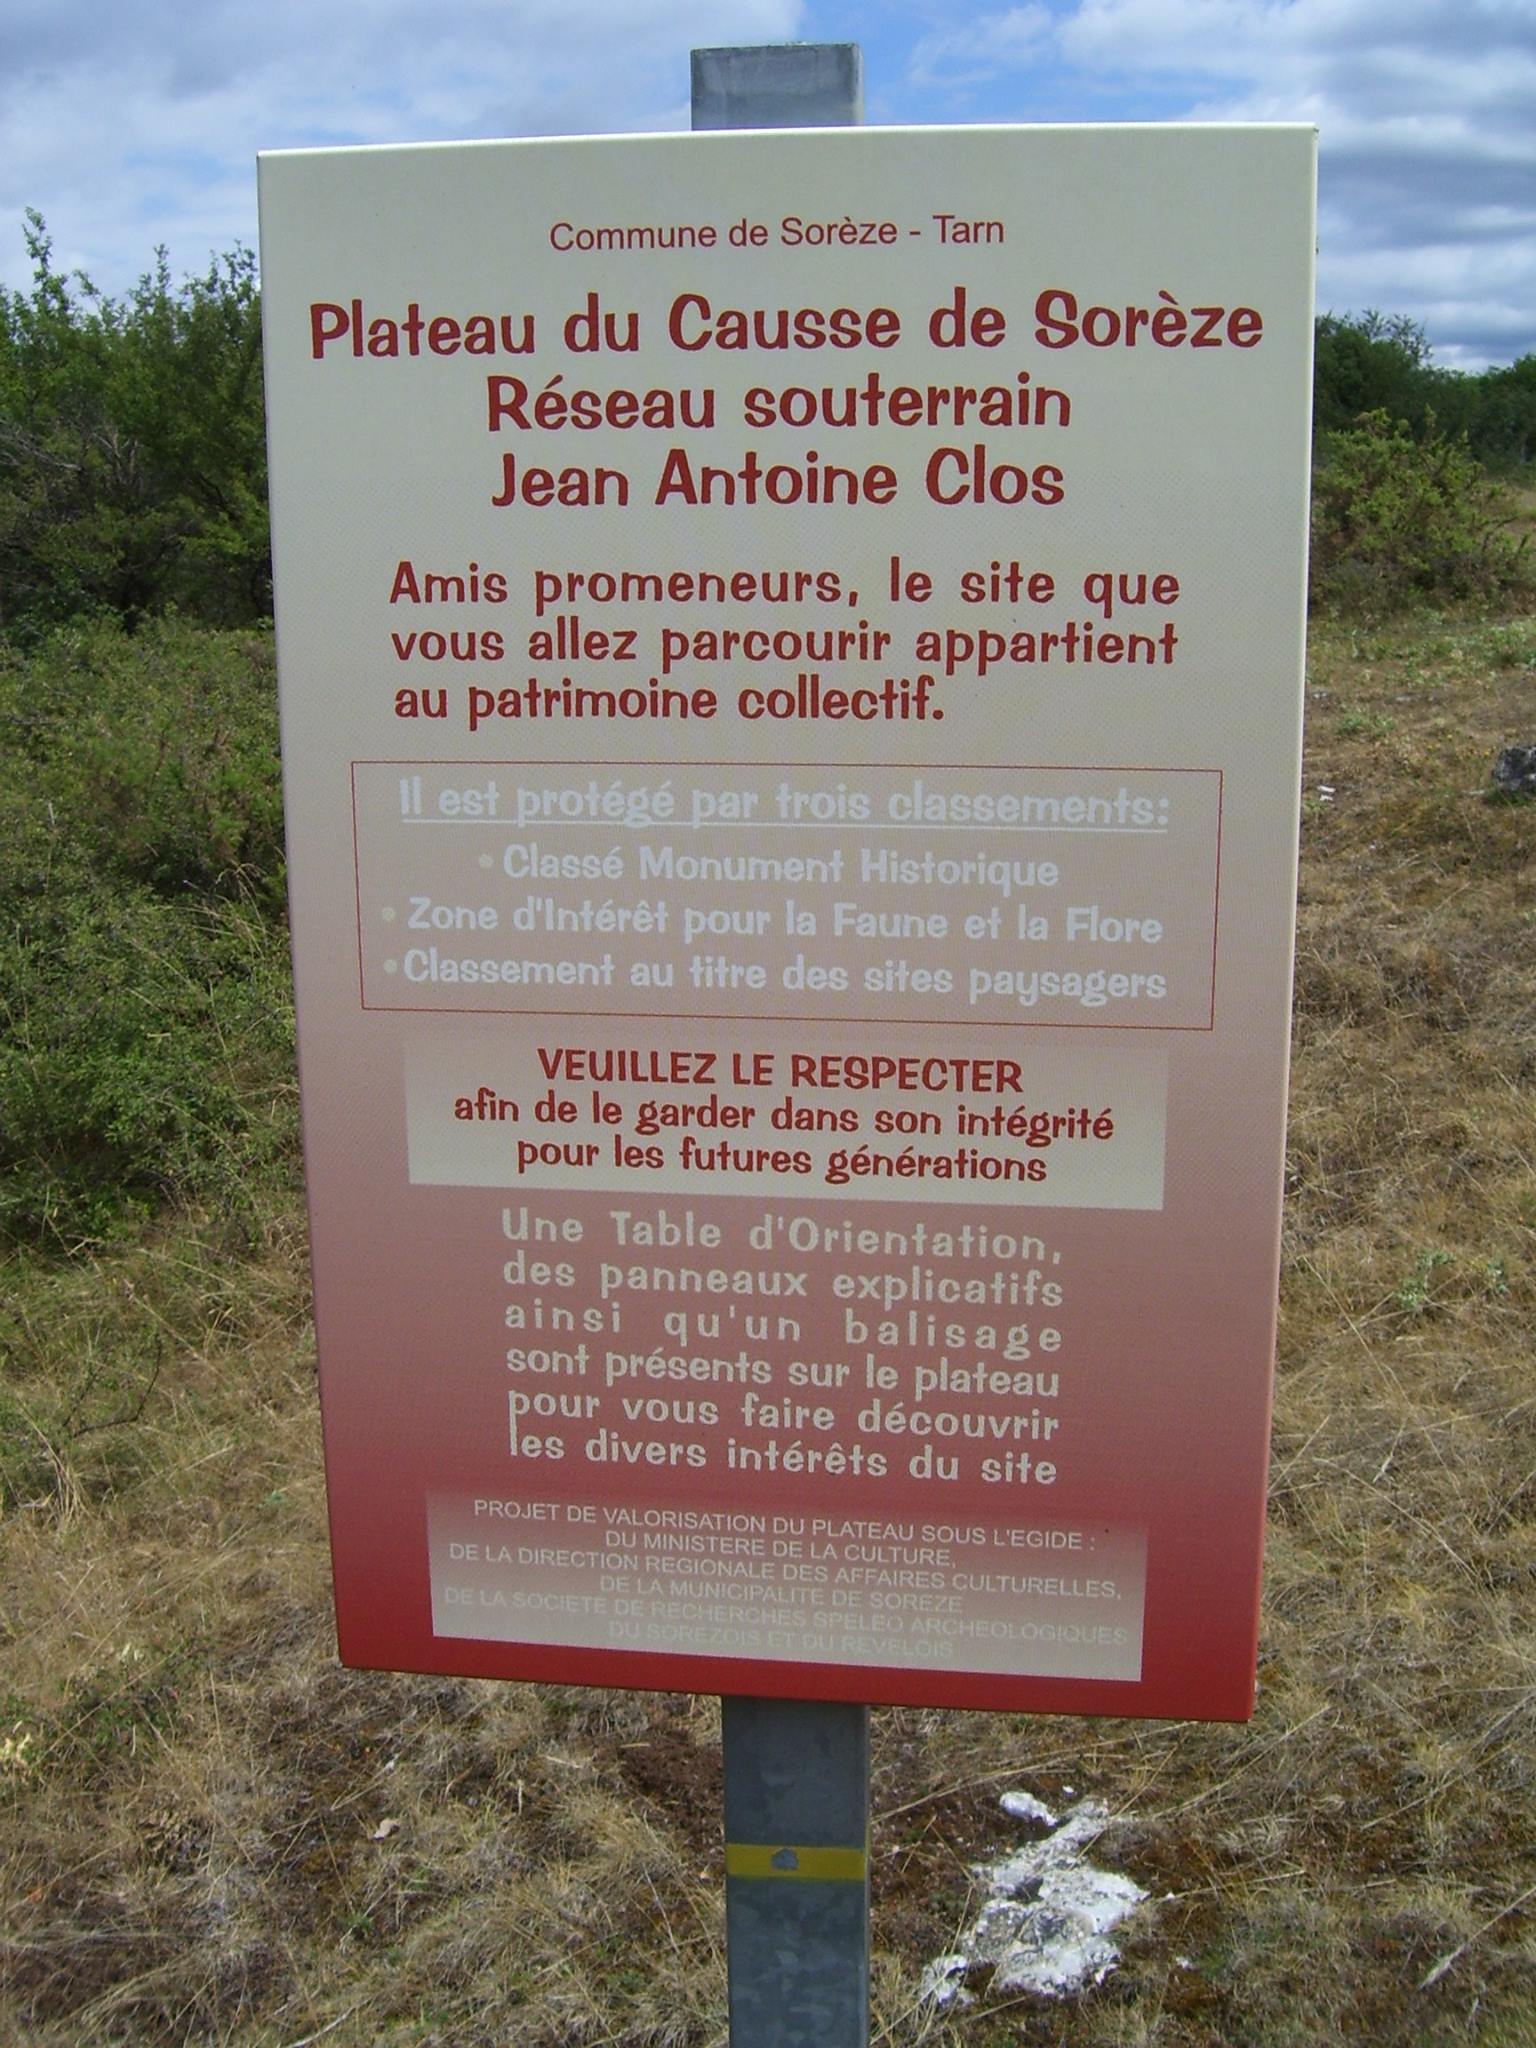 Commune de Sorèze - Tarn
Plateau du Causse de Sorèze
Réseau souterrain
Jean Antoine Clos
Amis promeneurs, le site que
vous allez parcourir appartient
au patrimoine collectif.
Il est protégé par trois classements:
• Classé Monument Historique
• Zone d'Intérêt pour la Faune et la Flore
• Classement au titre des sites paysagers
VEUILLEZ LE RESPECTER
afin de le garder dans son intégrité
pour les futures générations
Une Table d'Orientation,
des panneaux explicatifs
ainsi qu'un balisage
sont présents sur le plateau
pour vous faire découvrir
les divers intérêts du site
PROJET DE VALORISATION DU PLATEAU SOUS L'EGIDE :
DU MINISTERE DE LA CULTURE,
DE LA DIRECTION REGIONALE DES AFFAIRES CULTURELLES,
DE LA MUNICIPALITE DE SOREZE
DE LA SOCIETE DE RECHERCHES SPELEO ARCHEOLOGIQUES
DU SOREZOIS ET DU REVELOIS